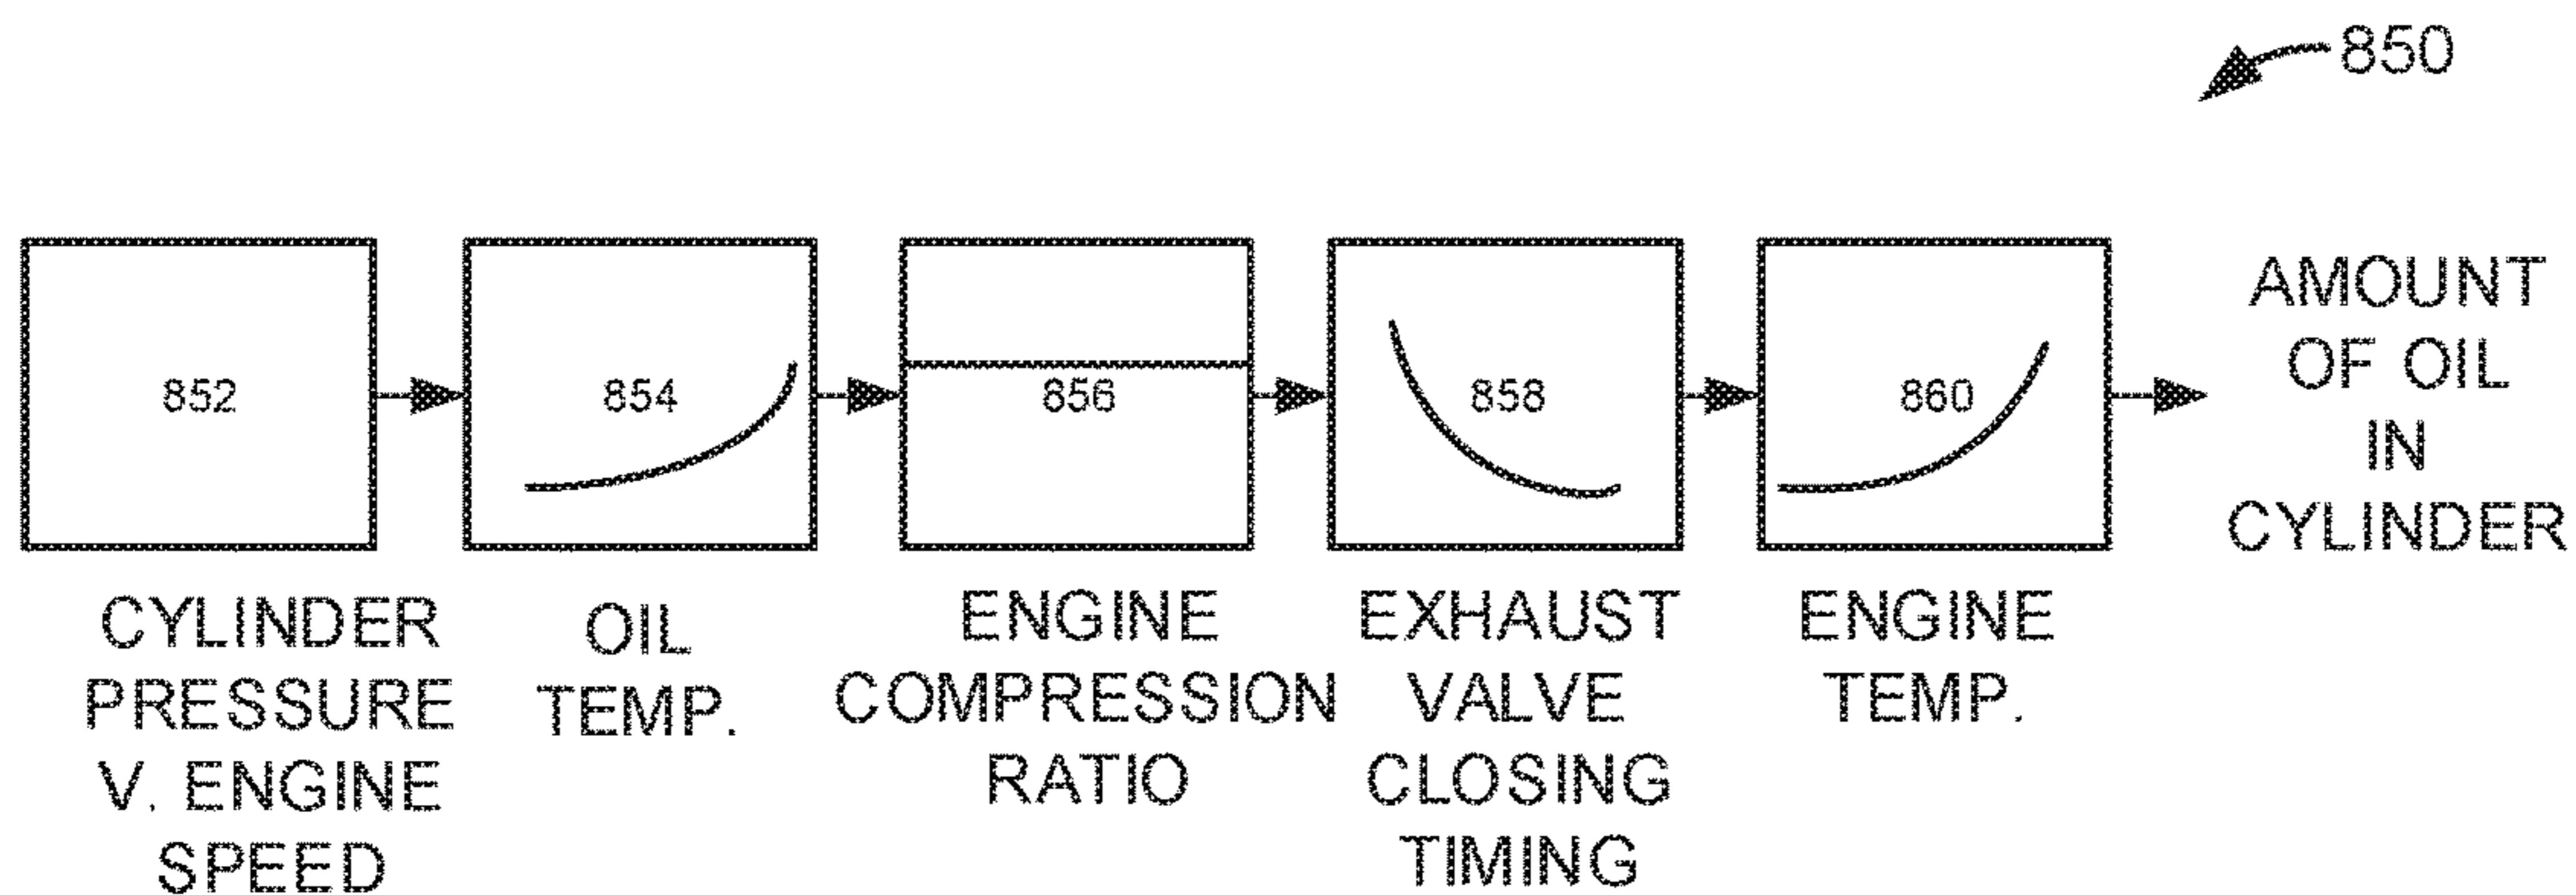 850
852
854
856
858
860
AMOUNT
OF OIL
IN
CYLINDER
CYLINDER
PRESSURE
V. ENGINE
SPEED
OIL
TEMP.
ENGINE
COMPRESSION
RATIO
EXHAUST
VALVE
CLOSING
TIMING
ENGINE
TEMP.